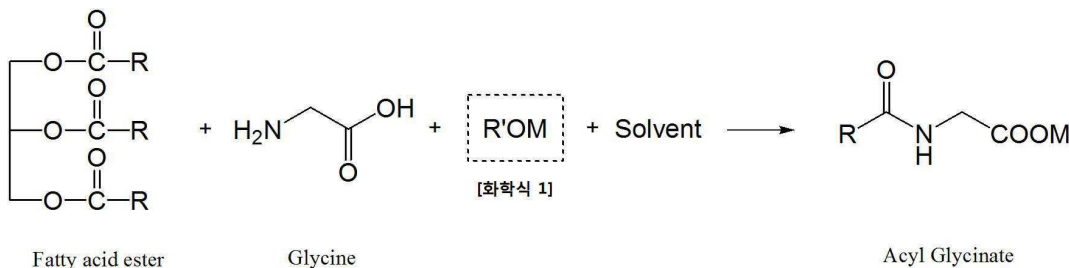 O
O—C—R
O
O—C—R
O
O—C—R
+
H2N
OH
O
+
R'OM
[화학식 1]
+ Solvent
O
R
N
H
COOM
Fatty acid ester
Glycine
Acyl Glycinate